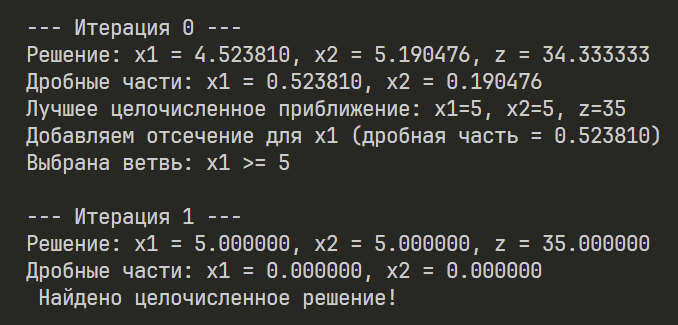 --- Итерация 0 ---
Решение: x1 = 4.523810, x2 = 5.190476, z = 34.333333
Дробные части: x1 = 0.523810, x2 = 0.190476
Лучшее целочисленное приближение: x1=5, x2=5, z=35
Добавляем отсечение для x1 (дробная часть = 0.523810)
Выбрана ветвь: x1 >= 5
--- Итерация 1 ---
Решение: x1 = 5.000000, x2 = 5.000000, z = 35.000000
Дробные части: x1 = 0.000000, x2 = 0.000000
Найдено целочисленное решение!